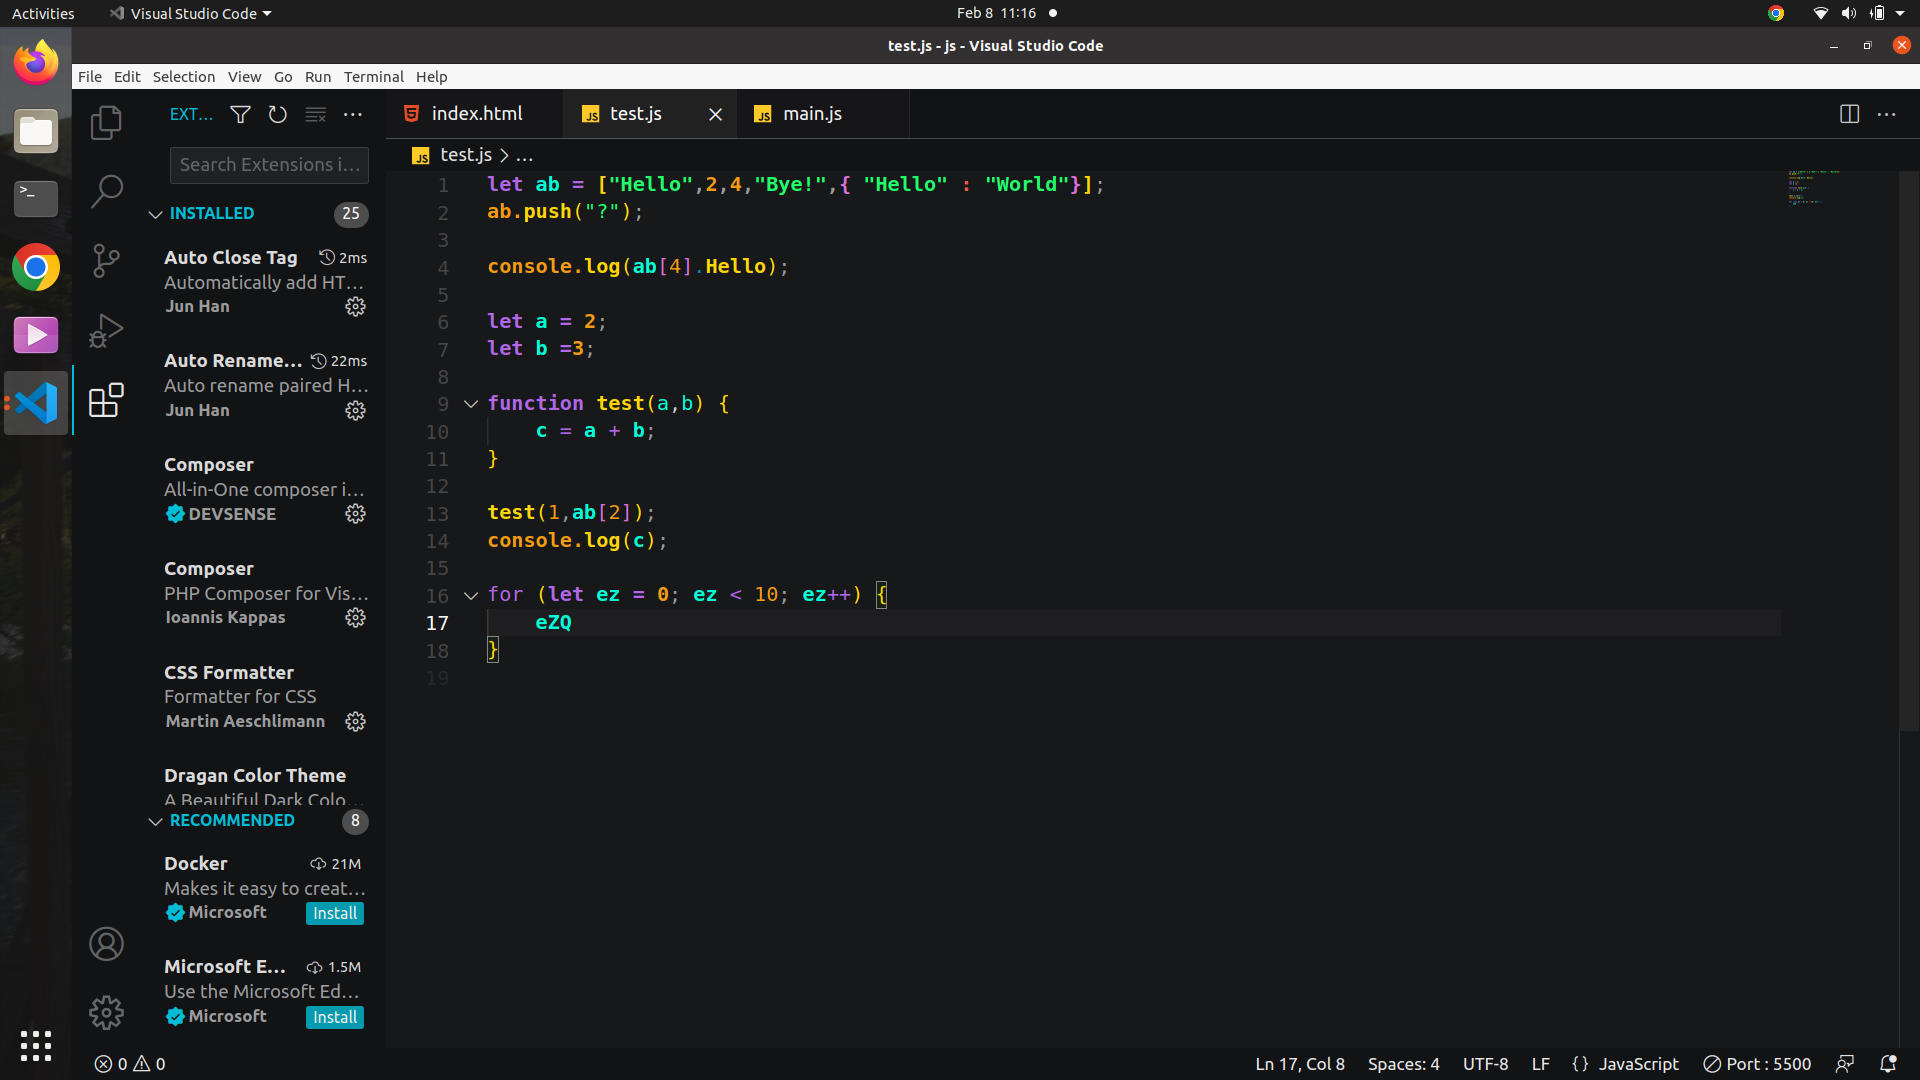 Activities Visual Studio Code Feb 8 11:16
test.js - js - Visual Studio Code
File Edit Selection View Go Run Terminal Help
EXT...
Search Extensions i...
INSTALLED 25
Auto Close Tag 2ms
Automatically add HT...
Jun Han
Auto Rename... 22ms
Auto rename paired H...
Jun Han
Composer
All-in-One composer i...
DEVSENSE
Composer
PHP Composer for Vis...
Ioannis Kappas
CSS Formatter
Formatter for CSS
Martin Aeschlimann
Dragan Color Theme
A Beautiful Dark Colo...
RECOMMENDED 8
Docker 21M
Makes it easy to creat...
Microsoft Install
Microsoft E... 1.5M
Use the Microsoft Ed...
Microsoft Install
index.html test.js main.js
JS test.js > ...
1 let ab = ["Hello",2,4,"Bye!",{ "Hello" : "World"}];
2 ab.push("?");
3
4 console.log(ab[4].Hello);
5
6 let a = 2;
7 let b =3;
8
9 function test(a,b) {
10 c = a + b;
11 }
12
13 test(1,ab[2]);
14 console.log(c);
15
16 for (let ez = 0; ez < 10; ez++) {
17 eZQ
18 }
19
0 0 Ln 17, Col 8 Spaces: 4 UTF-8 LF {} JavaScript Port : 5500